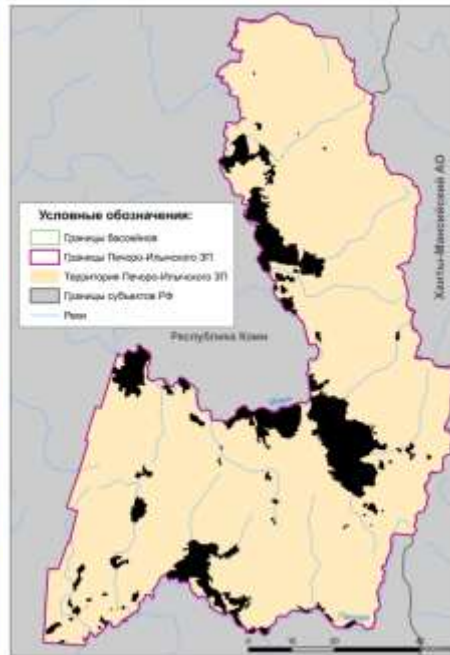 Условные обозначения:
Границы бассейнов
Границы Печоро-Илычского ЗП
Территория Печоро-Илычского ЗП
Границы субъектов РФ
Реки
Ханты-Мансийский АО
Республика Коми